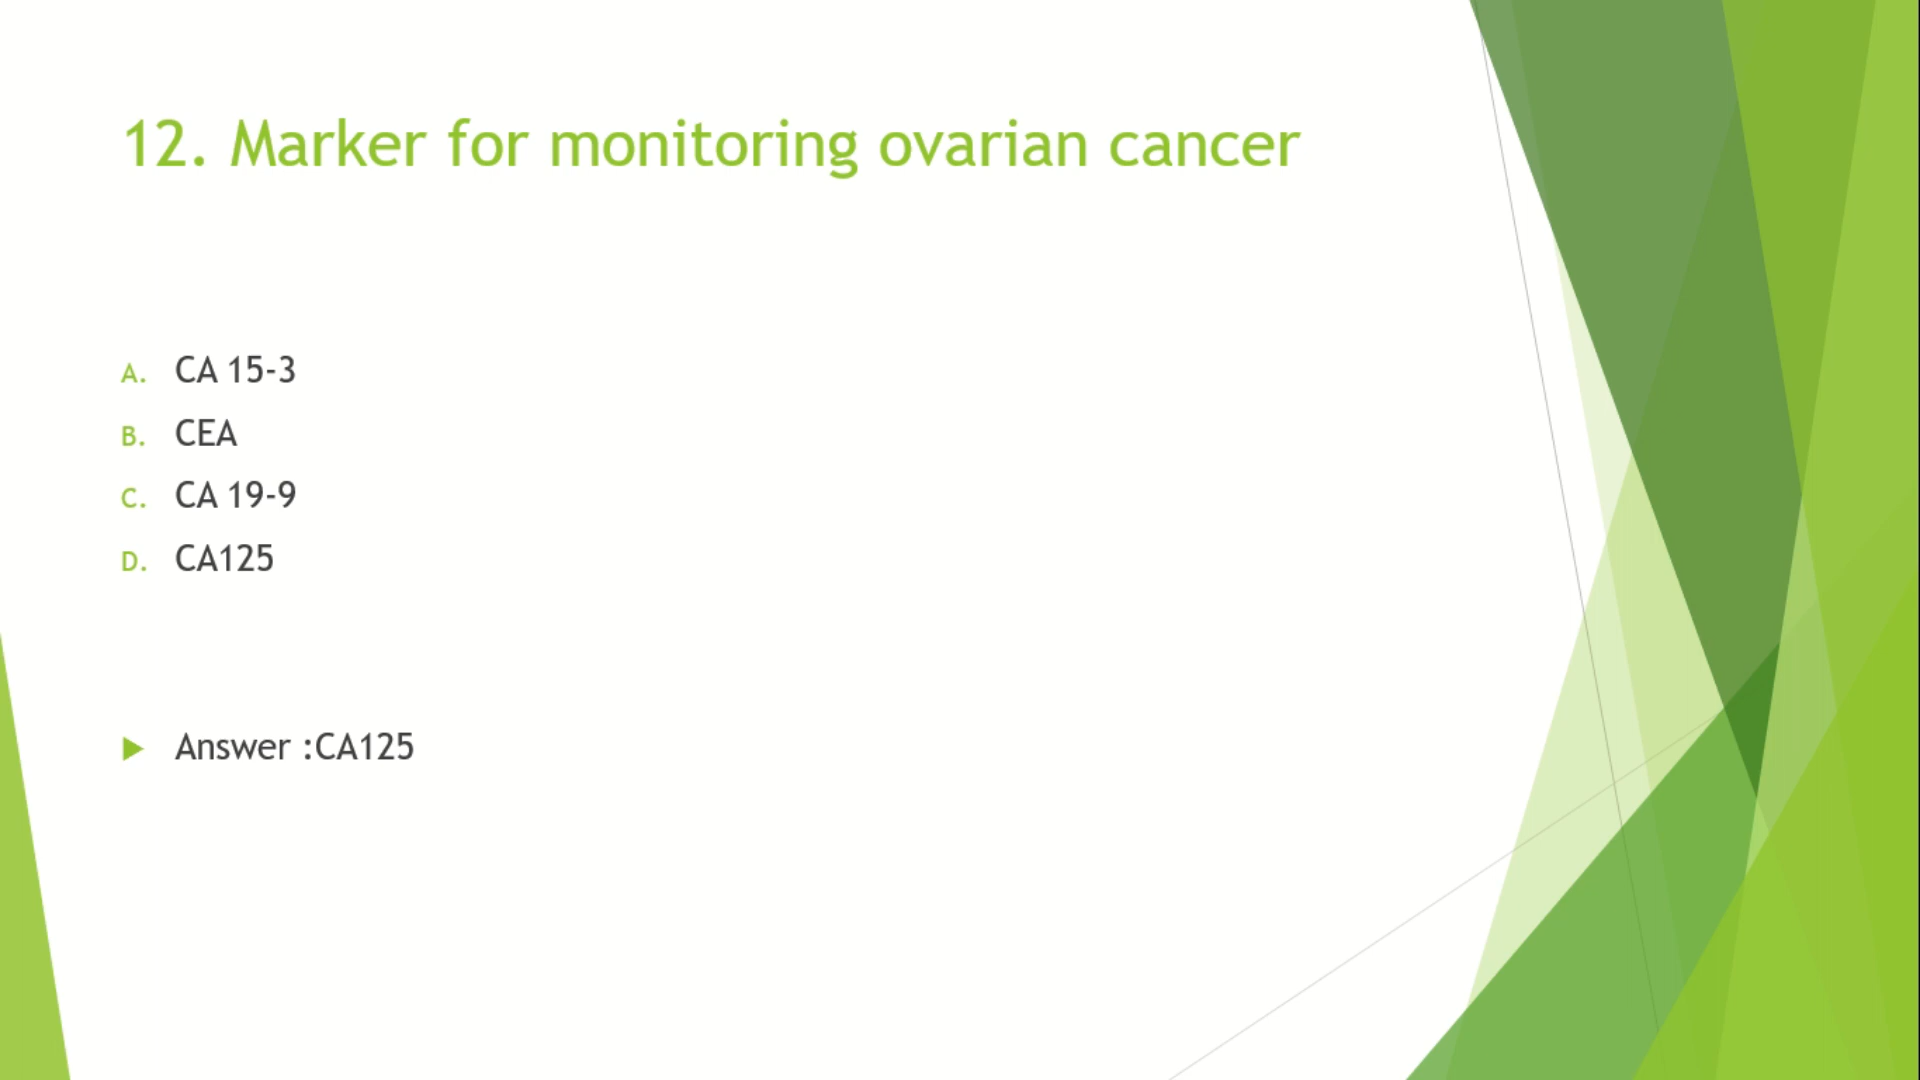 12. Marker for monitoring ovarian cancer
A. CA 15-3
B. CEA
C. CA 19-9
D. CA125
Answer :CA125